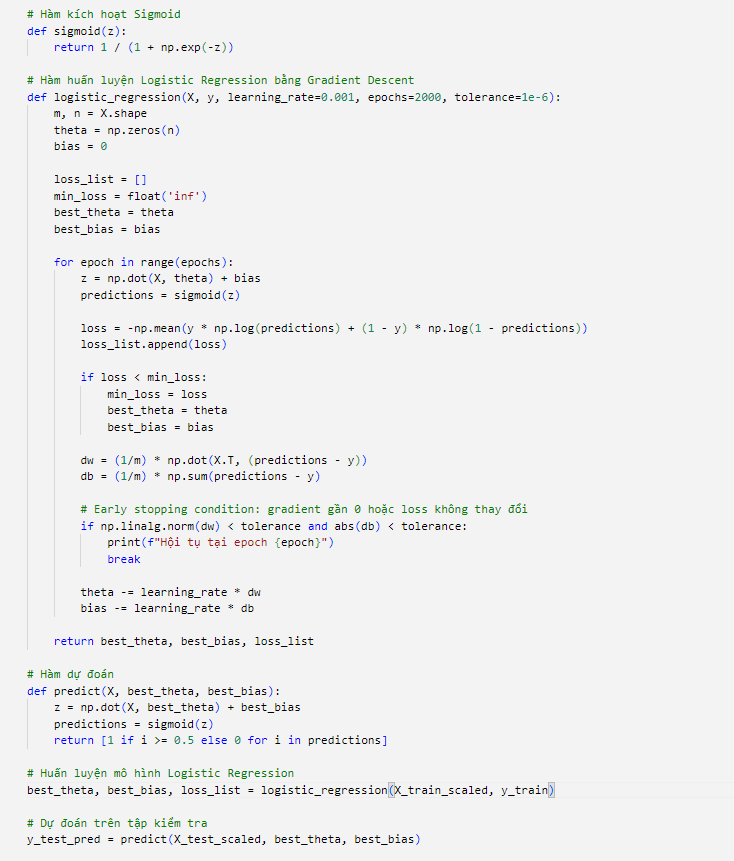 # Hàm kích hoạt Sigmoid
def sigmoid(z):
    return 1 / (1 + np.exp(-z))

# Hàm huấn luyện Logistic Regression bằng Gradient Descent
def logistic_regression(X, y, learning_rate=0.001, epochs=2000, tolerance=1e-6):
    m, n = X.shape
    theta = np.zeros(n)
    bias = 0

    loss_list = []
    min_loss = float('inf')
    best_theta = theta
    best_bias = bias

    for epoch in range(epochs):
        z = np.dot(X, theta) + bias
        predictions = sigmoid(z)

        loss = -np.mean(y * np.log(predictions) + (1 - y) * np.log(1 - predictions))
        loss_list.append(loss)

        if loss < min_loss:
            min_loss = loss
            best_theta = theta
            best_bias = bias

        dw = (1/m) * np.dot(X.T, (predictions - y))
        db = (1/m) * np.sum(predictions - y)

        # Early stopping condition: gradient gần 0 hoặc loss không thay đổi
        if np.linalg.norm(dw) < tolerance and abs(db) < tolerance:
            print(f"Hội tụ tại epoch {epoch}")
            break

        theta -= learning_rate * dw
        bias -= learning_rate * db

    return best_theta, best_bias, loss_list

# Hàm dự đoán
def predict(X, best_theta, best_bias):
    z = np.dot(X, best_theta) + best_bias
    predictions = sigmoid(z)
    return [1 if i >= 0.5 else 0 for i in predictions]

# Huấn luyện mô hình Logistic Regression
best_theta, best_bias, loss_list = logistic_regression(X_train_scaled, y_train)

# Dự đoán trên tập kiểm tra
y_test_pred = predict(X_test_scaled, best_theta, best_bias)